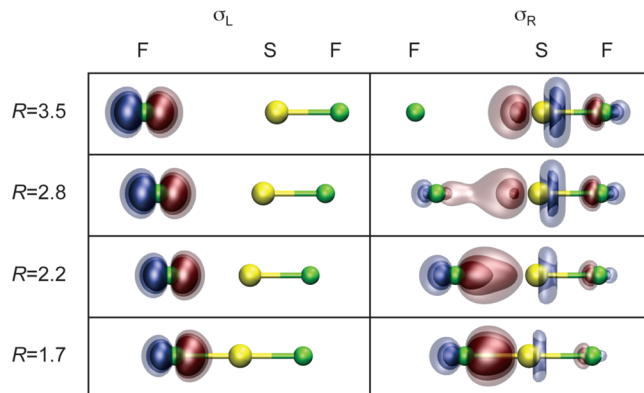 σL σR
F S F F S F
R=3.5
R=2.8
R=2.2
R=1.7